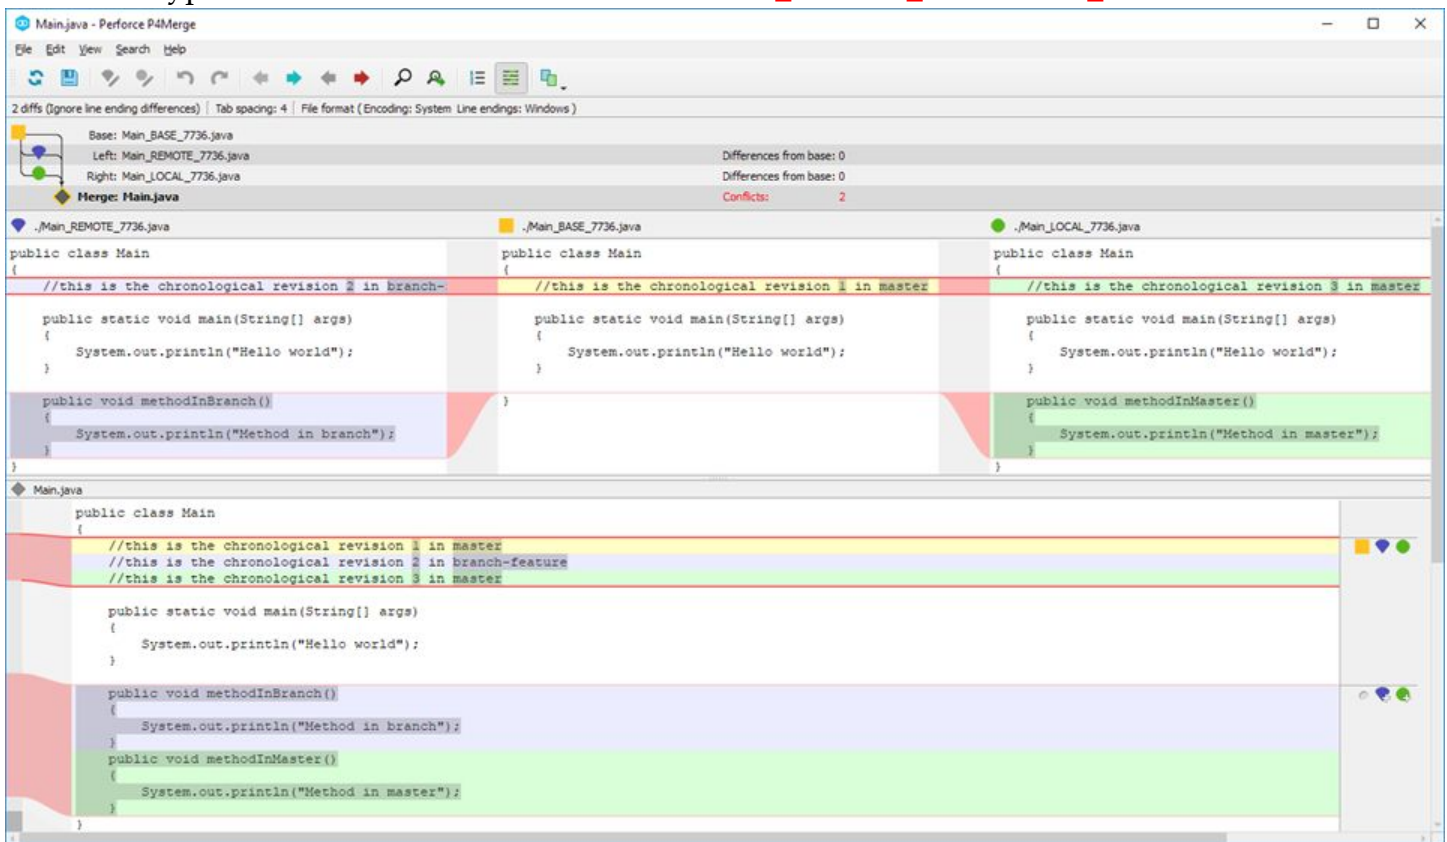 Main.java - Perforce P4Merge
File Edit View Search Help
2 diffs (Ignore line ending differences) | Tab spacing: 4 | File format (Encoding: System Line endings: Windows )
Base: Main_BASE_7736.java
Left: Main_REMOTE_7736.java Differences from base: 0
Right: Main_LOCAL_7736.java Differences from base: 0
Merge: Main.java Conflicts: 2
./Main_REMOTE_7736.java ./Main_BASE_7736.java ./Main_LOCAL_7736.java
public class Main
{
//this is the chronological revision 2 in branch-
public static void main(String[] args)
{
System.out.println("Hello world");
}
public void methodInBranch()
{
System.out.println("Method in branch");
}
}
public class Main
{
//this is the chronological revision 1 in master
public static void main(String[] args)
{
System.out.println("Hello world");
}
}
public class Main
{
//this is the chronological revision 3 in master
public static void main(String[] args)
{
System.out.println("Hello world");
}
public void methodInMaster()
{
System.out.println("Method in master");
}
}
Main.java
public class Main
{
//this is the chronological revision 1 in master
//this is the chronological revision 2 in branch-feature
//this is the chronological revision 3 in master
public static void main(String[] args)
{
System.out.println("Hello world");
}
public void methodInBranch()
{
System.out.println("Method in branch");
}
public void methodInMaster()
{
System.out.println("Method in master");
}
}